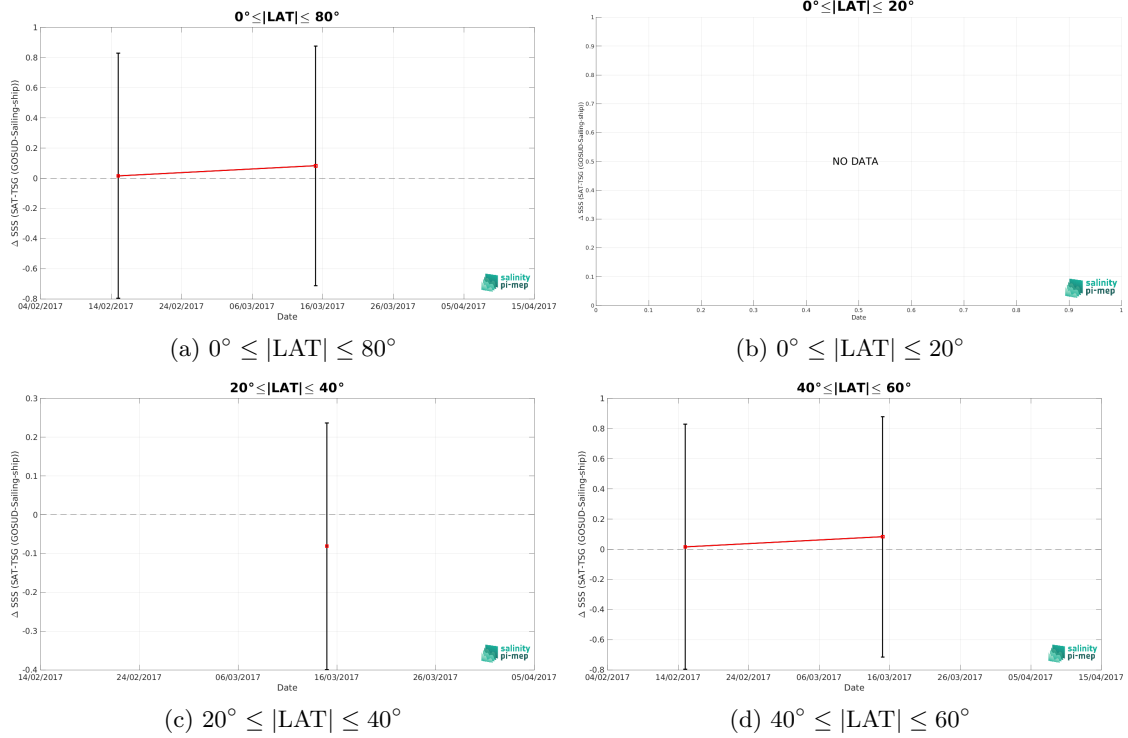 0°≤|LAT|≤ 80°
1
0.8
0.6
0.4
0.2
0
-0.2
-0.4
-0.6
-0.8
Δ SSS (SAT-TSG (GOSUD-Sailing-ship))
04/02/2017 14/02/2017 24/02/2017 06/03/2017 16/03/2017 26/03/2017 05/04/2017 15/04/2017
Date
salinity
pi-mep
(a) 0° ≤ |LAT| ≤ 80°
0°≤|LAT|≤ 20°
1
0.9
0.8
0.7
0.6
0.5
0.4
0.3
0.2
0.1
0
Δ SSS (SAT-TSG (GOSUD-Sailing-ship))
NO DATA
0 0.1 0.2 0.3 0.4 0.5 0.6 0.7 0.8 0.9 1
Date
salinity
pi-mep
(b) 0° ≤ |LAT| ≤ 20°
20°≤|LAT|≤ 40°
0.3
0.2
0.1
0
-0.1
-0.2
-0.3
-0.4
Δ SSS (SAT-TSG (GOSUD-Sailing-ship))
14/02/2017 24/02/2017 06/03/2017 16/03/2017 26/03/2017 05/04/2017
Date
salinity
pi-mep
(c) 20° ≤ |LAT| ≤ 40°
40°≤|LAT|≤ 60°
1
0.8
0.6
0.4
0.2
0
-0.2
-0.4
-0.6
-0.8
Δ SSS (SAT-TSG (GOSUD-Sailing-ship))
04/02/2017 14/02/2017 24/02/2017 06/03/2017 16/03/2017 26/03/2017 05/04/2017 15/04/2017
Date
salinity
pi-mep
(d) 40° ≤ |LAT| ≤ 60°